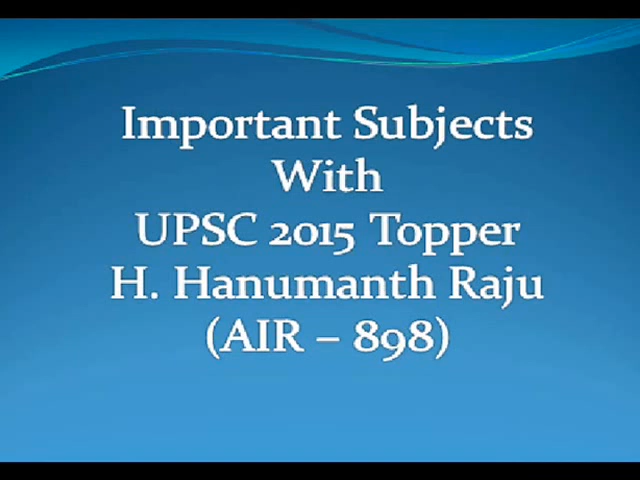 Important Subjects
With
UPSC 2015 Topper
H. Hanumanth Raju
(AIR – 898)